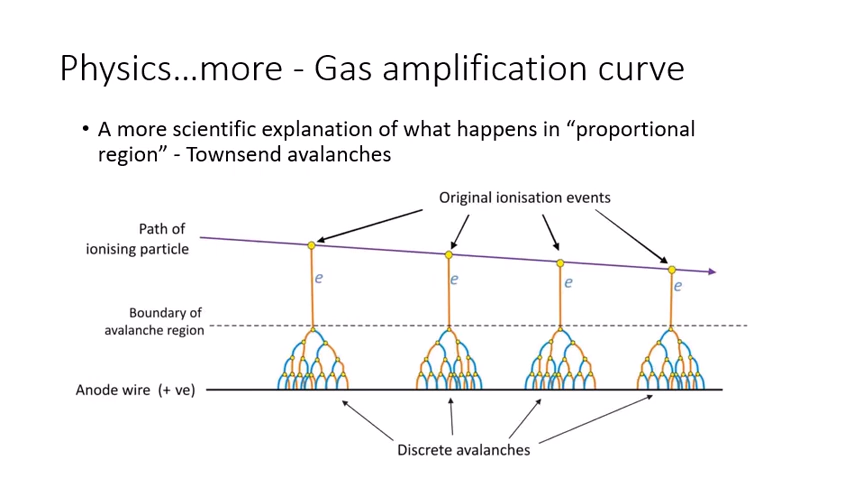 Physics...more - Gas amplification curve
• A more scientific explanation of what happens in “proportional
region” - Townsend avalanches
Original ionisation events
Path of
ionising particle
e
e
e
e
Boundary of
avalanche region
Anode wire (+ ve)
Discrete avalanches